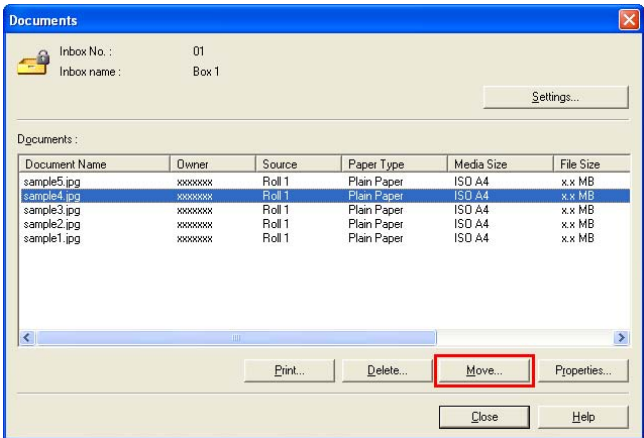 Documents
Inbox No. : 01
Inbox name : Box 1
Settings...
Documents :
Document Name Owner Source Paper Type Media Size File Size
sample5.jpg xxxxxxx Roll 1 Plain Paper ISO A4 x.x MB
sample4.jpg xxxxxxx Roll 1 Plain Paper ISO A4 x.x MB
sample3.jpg xxxxxxx Roll 1 Plain Paper ISO A4 x.x MB
sample2.jpg xxxxxxx Roll 1 Plain Paper ISO A4 x.x MB
sample1.jpg xxxxxxx Roll 1 Plain Paper ISO A4 x.x MB
Print... Delete... Move... Properties...
Close Help